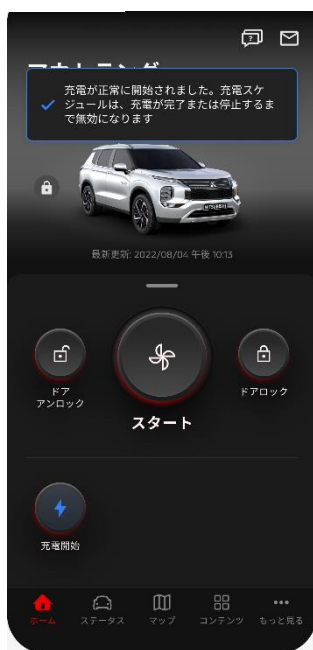 充電が正常に開始されました。充電スケ
ジュールは、充電が完了または停止するま
で無効になります
最新更新: 2022/08/04 午後 10:13
スタート
ドア
アンロック
ドアロック
充電開始
ホーム
ステータス
マップ
コンテンツ
もっと見る